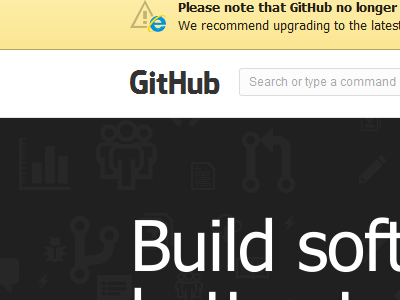 Please note that GitHub no longer
We recommend upgrading to the latest
GitHub
Search or type a command
Build soft